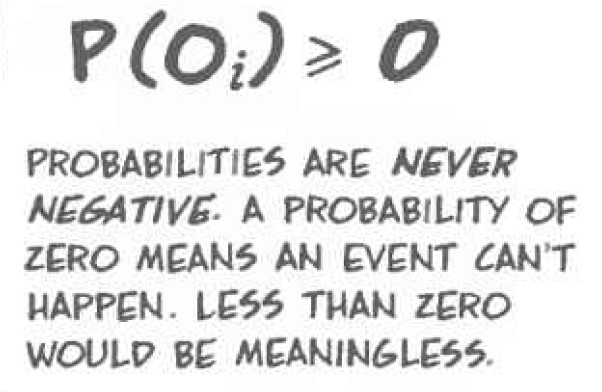 P(Oᵢ) ≥ 0
PROBABILITIES ARE NEVER
NEGATIVE. A PROBABILITY OF
ZERO MEANS AN EVENT CAN'T
HAPPEN. LESS THAN ZERO
WOULD BE MEANINGLESS.